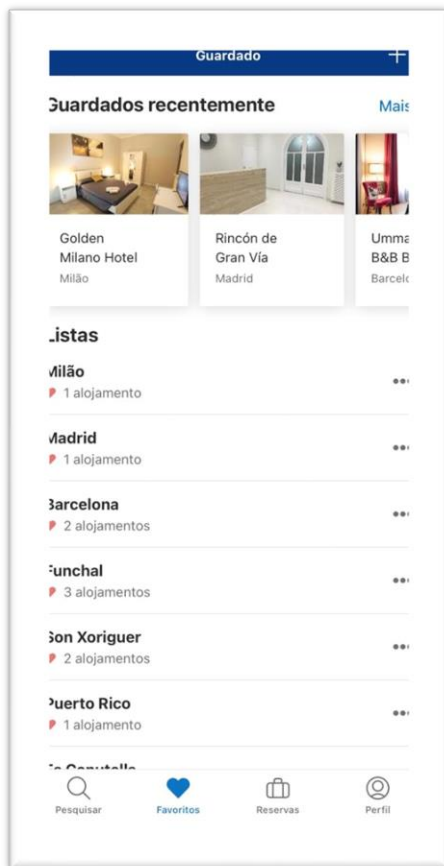 Guardado
Guardados recentemente Mais
Golden
Milano Hotel
Milão
Rincón de
Gran Vía
Madrid
Umma
B&B B
Barcelo
Listas
Milão
1 alojamento
Madrid
1 alojamento
Barcelona
2 alojamentos
Funchal
3 alojamentos
Son Xoriguer
2 alojamentos
Puerto Rico
1 alojamento
Pesquisar Favoritos Reservas Perfil